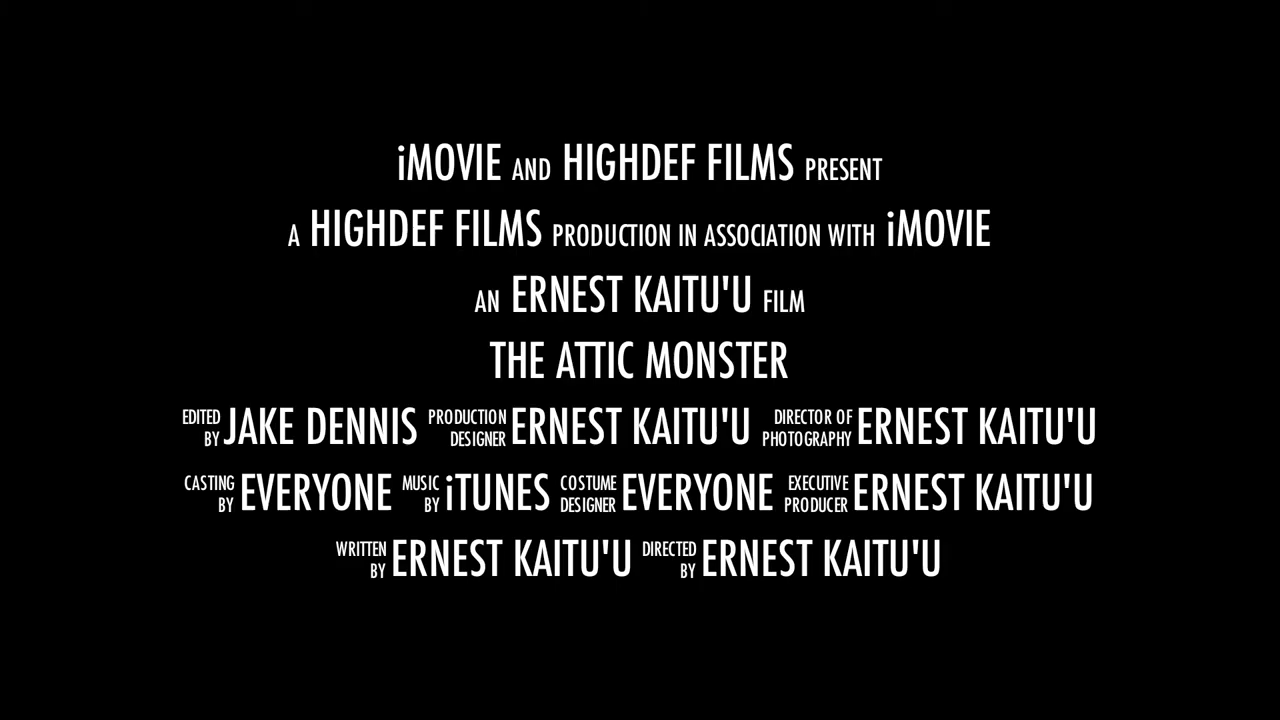 iMOVIE AND HIGHDEF FILMS PRESENT
A HIGHDEF FILMS PRODUCTION IN ASSOCIATION WITH iMOVIE
AN ERNEST KAITU'U FILM
THE ATTIC MONSTER
EDITED BY JAKE DENNIS PRODUCTION DESIGNER ERNEST KAITU'U DIRECTOR OF PHOTOGRAPHY ERNEST KAITU'U
CASTING BY EVERYONE MUSIC BY iTUNES COSTUME DESIGNER EVERYONE EXECUTIVE PRODUCER ERNEST KAITU'U
WRITTEN BY ERNEST KAITU'U DIRECTED BY ERNEST KAITU'U